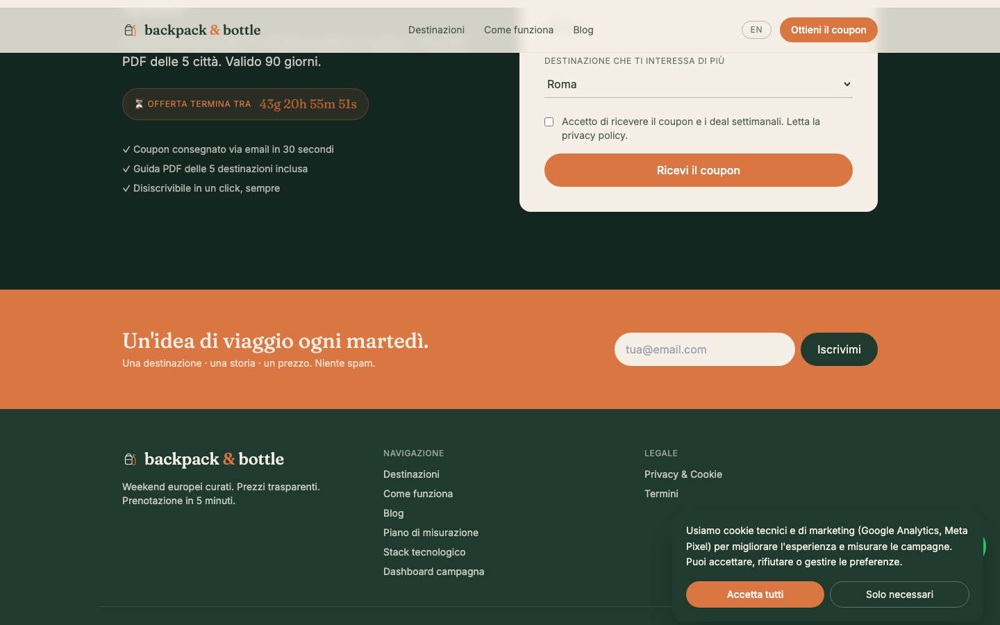 backpack & bottle
Destinazioni
Come funziona
Blog
EN
Ottieni il coupon
PDF delle 5 città. Valido 90 giorni.
OFFERTA TERMINA TRA 43g 20h 55m 51s
✓ Coupon consegnato via email in 30 secondi
✓ Guida PDF delle 5 destinazioni inclusa
✓ Disiscrivibile in un click, sempre
DESTINAZIONE CHE TI INTERESSA DI PIÙ
Roma
Accetto di ricevere il coupon e i deal settimanali. Letta la
privacy policy.
Ricevi il coupon
Un'idea di viaggio ogni martedì.
Una destinazione · una storia · un prezzo. Niente spam.
tua@email.com
Iscrivimi
backpack & bottle
Weekend europei curati. Prezzi trasparenti.
Prenotazione in 5 minuti.
NAVIGAZIONE
Destinazioni
Come funziona
Blog
Piano di misurazione
Stack tecnologico
Dashboard campagna
LEGALE
Privacy & Cookie
Termini
Usiamo cookie tecnici e di marketing (Google Analytics, Meta
Pixel) per migliorare l'esperienza e misurare le campagne.
Puoi accettare, rifiutare o gestire le preferenze.
Accetta tutti
Solo necessari